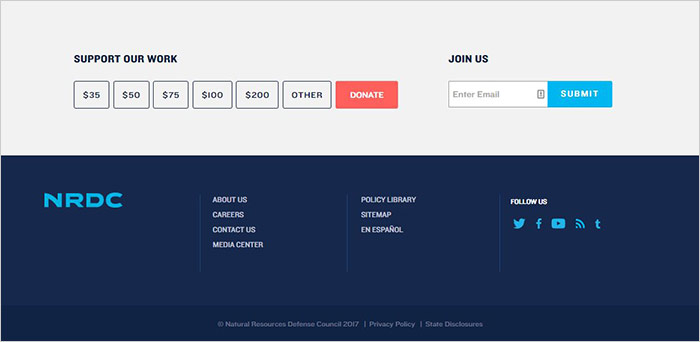 SUPPORT OUR WORK
$35 $50 $75 $100 $200 OTHER DONATE
JOIN US
Enter Email SUBMIT
NRDC
ABOUT US
CAREERS
CONTACT US
MEDIA CENTER
POLICY LIBRARY
SITEMAP
EN ESPAÑOL
FOLLOW US
© Natural Resources Defense Council 2017 | Privacy Policy | State Disclosures